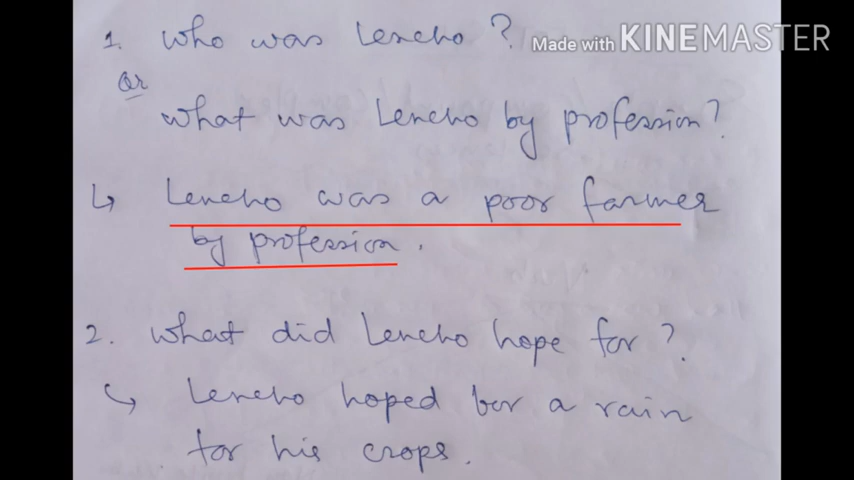 1. Who was Lencho?
Made with KINEMASTER
Or
What was Lencho by profession?
↳ Lencho was a poor farmer
by profession.
2. What did Lencho hope for?
↳ Lencho hoped for a rain
for his crops.